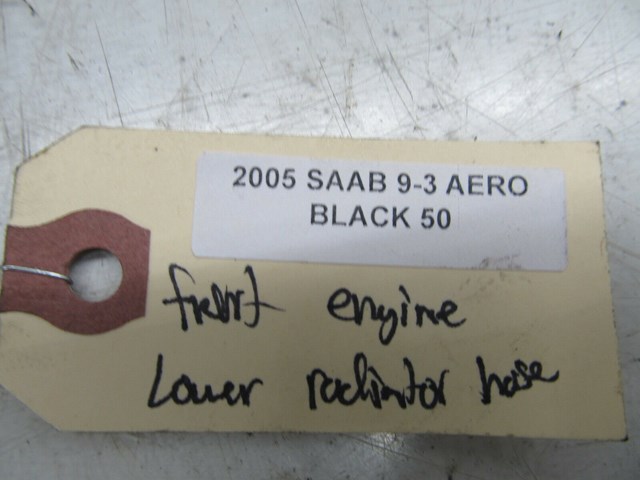 2005 SAAB 9-3 AERO
BLACK 50
front engine
Lower radiator hose